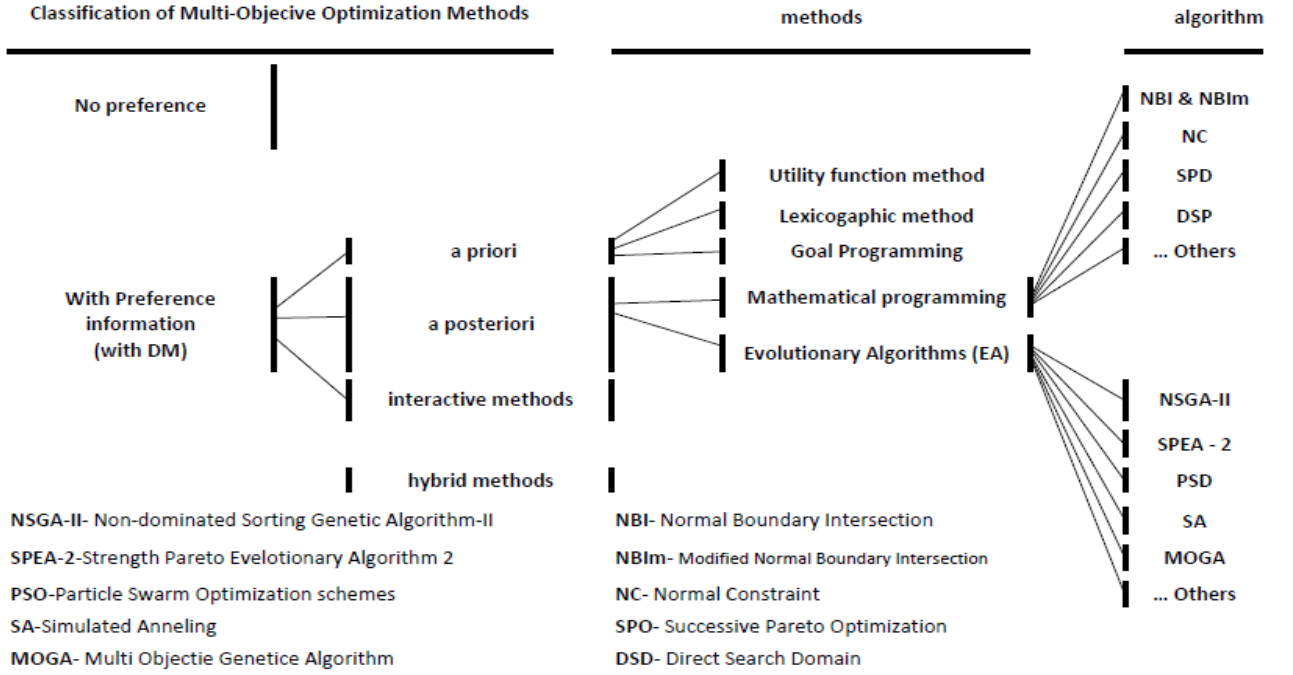 Classification of Multi-Objecive Optimization Methods
methods
algorithm
No preference
With Preference
information
(with DM)
a priori
a posteriori
interactive methods
hybrid methods
Utility function method
Lexicogaphic method
Goal Programming
Mathematical programming
Evolutionary Algorithms (EA)
NBI & NBIm
NC
SPD
DSP
... Others
NSGA-II
SPEA - 2
PSD
SA
MOGA
... Others
NSGA-II- Non-dominated Sorting Genetic Algorithm-II
SPEA-2-Strength Pareto Evelotionary Algorithm 2
PSO-Particle Swarm Optimization schemes
SA-Simulated Anneling
MOGA- Multi Objectie Genetice Algorithm
NBI- Normal Boundary Intersection
NBIm- Modified Normal Boundary Intersection
NC- Normal Constraint
SPO- Successive Pareto Optimization
DSD- Direct Search Domain